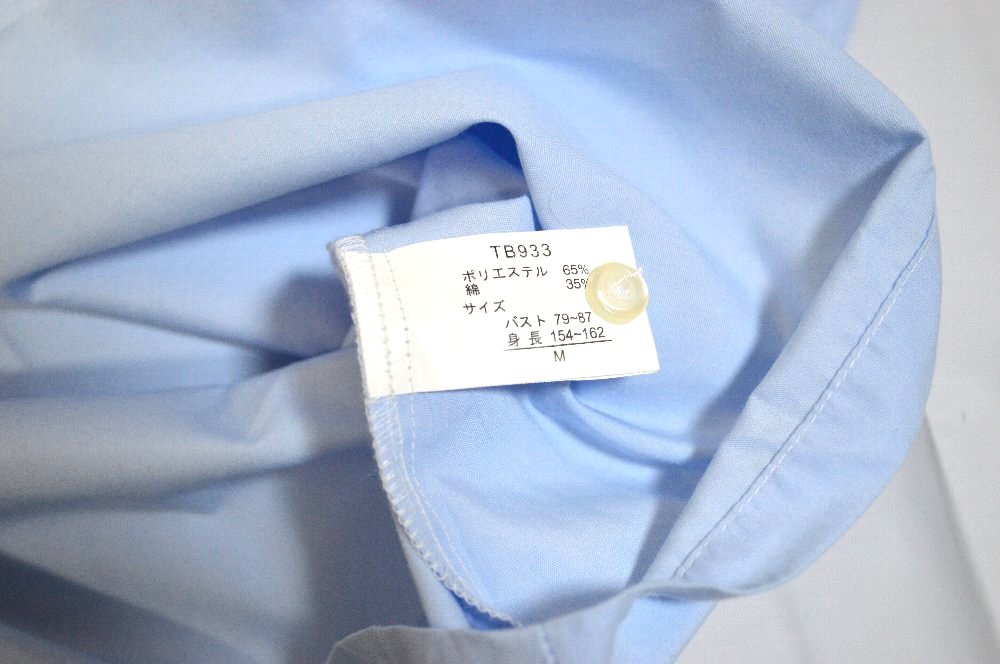 TB933
ポリエステル 65%
綿 35%
サイズ
バスト 79~87
身長 154~162
M